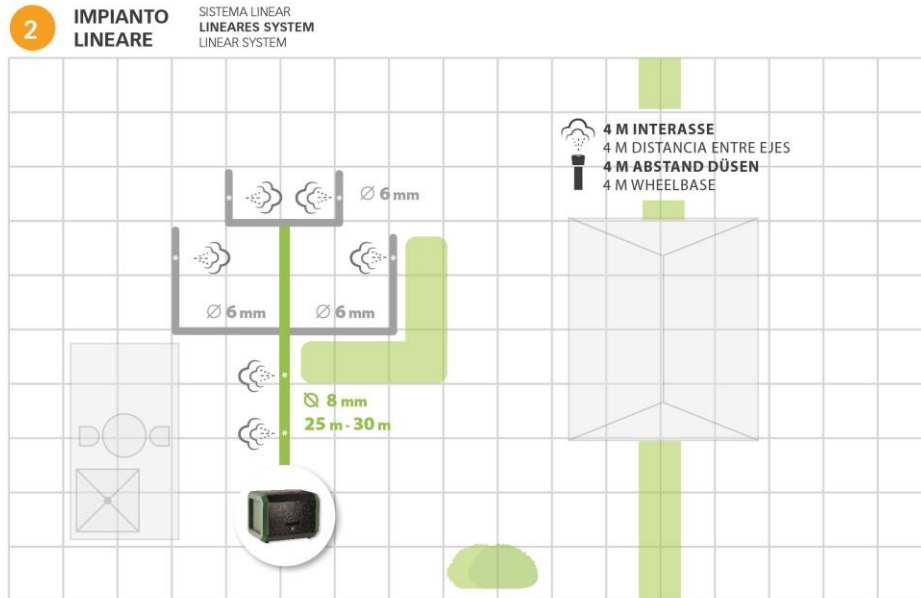 2
IMPIANTO
LINEARE
SISTEMA LINEAR
LINEARES SYSTEM
LINEAR SYSTEM
4 M INTERASSE
4 M DISTANCIA ENTRE EJES
4 M ABSTAND DÜSEN
4 M WHEELBASE
Ø 6 mm
Ø 6 mm
Ø 6 mm
Ø 8 mm
25 m - 30 m